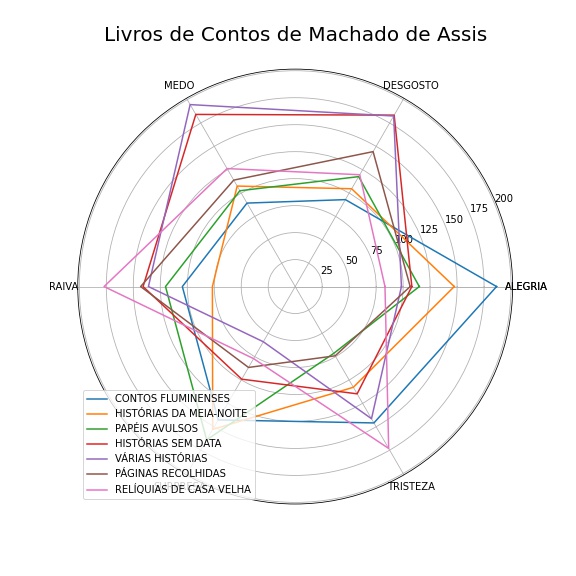 Livros de Contos de Machado de Assis
MEDO
DESGOSTO
200
175
150
125
100
75
50
25
RAIVA
ALEGRIA
CONTOS FLUMINENSES
HISTÓRIAS DA MEIA-NOITE
PAPÉIS AVULSOS
HISTÓRIAS SEM DATA
VÁRIAS HISTÓRIAS
PÁGINAS RECOLHIDAS
RELÍQUIAS DE CASA VELHA
TRISTEZA